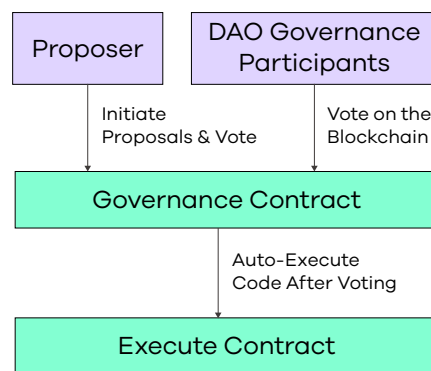 Proposer
DAO Governance
Participants
Initiate
Proposals & Vote
Vote on the
Blockchain
Governance Contract
Auto-Execute
Code After Voting
Execute Contract